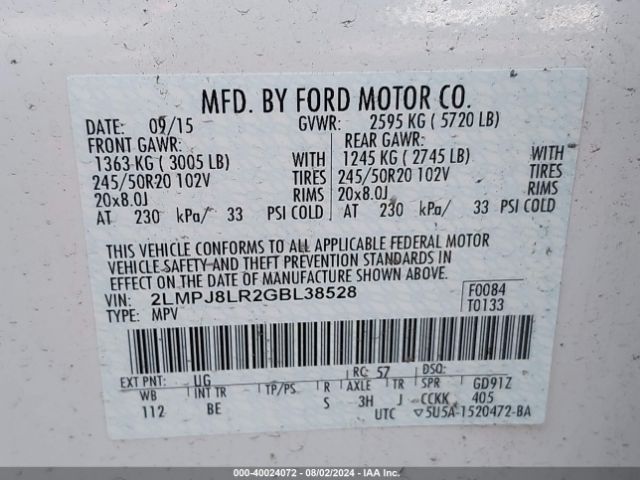 MFD. BY FORD MOTOR CO.
DATE: 09/15 GVWR: 2595 KG ( 5720 LB)
FRONT GAWR: REAR GAWR:
1363 KG ( 3005 LB) WITH 1245 KG ( 2745 LB) WITH
245/50R20 102V TIRES 245/50R20 102V TIRES
20x8.0J RIMS 20x8.0J RIMS
AT 230 kPa/ 33 PSI COLD AT 230 kPa/ 33 PSI COLD
THIS VEHICLE CONFORMS TO ALL APPLICABLE FEDERAL MOTOR
VEHICLE SAFETY AND THEFT PREVENTION STANDARDS IN
EFFECT ON THE DATE OF MANUFACTURE SHOWN ABOVE.
VIN: 2LMPJ8LR2GBL38528 F0084
TYPE: MPV T0133
EXT PNT: UG RC: 57 DSO:
WB INT TR TP/PS R AXLE TR SPR GD91Z
112 BE S 3H J CCKK 405
UTC 5U5A-1520472-BA
000-40024072 - 08/02/2024 - IAA Inc.